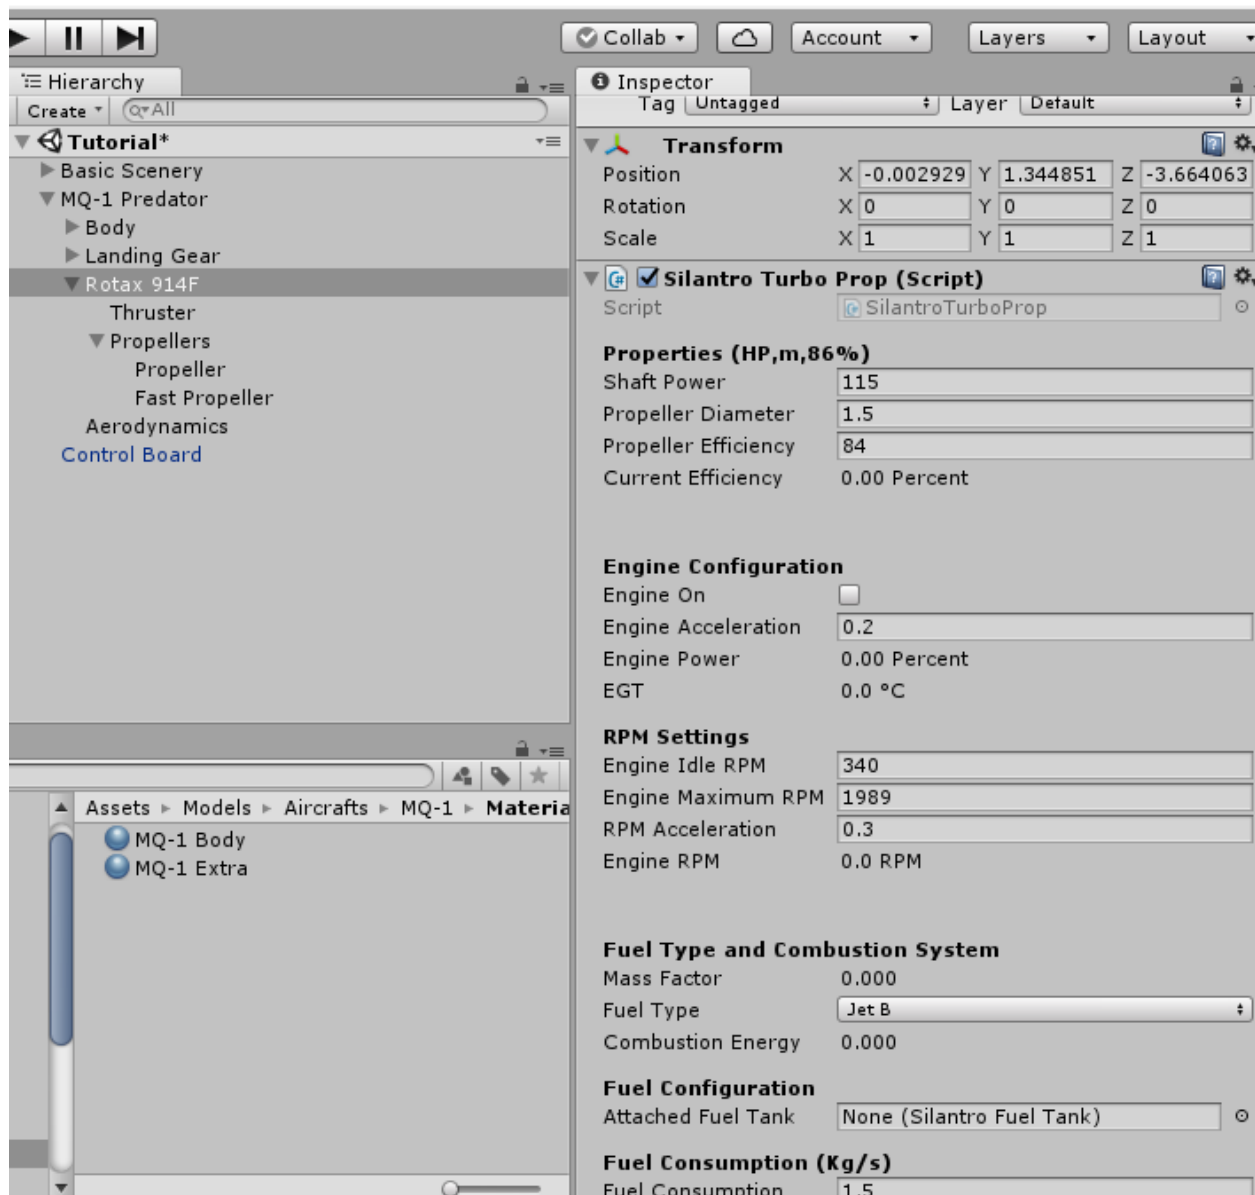 Collab
Account
Layers
Layout
Hierarchy
Create
All
Tutorial*
Basic Scenery
MQ-1 Predator
Body
Landing Gear
Rotax 914F
Thruster
Propellers
Propeller
Fast Propeller
Aerodynamics
Control Board
Assets Models Aircrafts MQ-1 Materia
MQ-1 Body
MQ-1 Extra
Inspector
Tag Untagged Layer Default
Transform
Position X -0.002929 Y 1.344851 Z -3.664063
Rotation X 0 Y 0 Z 0
Scale X 1 Y 1 Z 1
Silantro Turbo Prop (Script)
Script SilantroTurboProp
Properties (HP,m,86%)
Shaft Power 115
Propeller Diameter 1.5
Propeller Efficiency 84
Current Efficiency 0.00 Percent
Engine Configuration
Engine On
Engine Acceleration 0.2
Engine Power 0.00 Percent
EGT 0.0 °C
RPM Settings
Engine Idle RPM 340
Engine Maximum RPM 1989
RPM Acceleration 0.3
Engine RPM 0.0 RPM
Fuel Type and Combustion System
Mass Factor 0.000
Fuel Type Jet B
Combustion Energy 0.000
Fuel Configuration
Attached Fuel Tank None (Silantro Fuel Tank)
Fuel Consumption (Kg/s)
Fuel Consumption 1.5